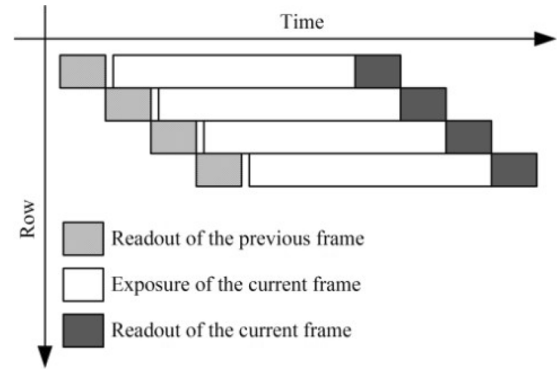 Time
Row
Readout of the previous frame
Exposure of the current frame
Readout of the current frame